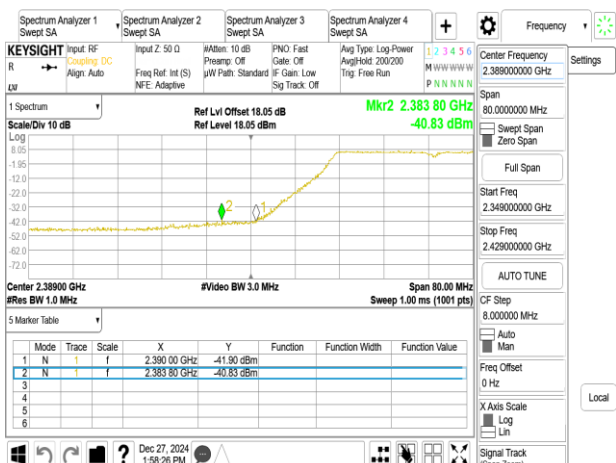 Spectrum Analyzer 1
Swept SA
Spectrum Analyzer 2
Swept SA
Spectrum Analyzer 3
Swept SA
Spectrum Analyzer 4
Swept SA
+
Frequency
KEYSIGHT
R
Input: RF
Coupling: DC
Align: Auto
Input Z: 50 Ω
Freq Ref: Int (S)
NFE: Adaptive
#Atten: 10 dB
Preamp: Off
µW Path: Standard
PNO: Fast
Gate: Off
IF Gain: Low
Sig Track: Off
Avg Type: Log-Power
Avg|Hold: 200/200
Trig: Free Run
1 2 3 4 5 6
M W W W W W
P N N N N N
1 Spectrum
Scale/Div 10 dB
Ref Lvl Offset 18.05 dB
Ref Level 18.05 dBm
Mkr2 2.383 80 GHz
-40.83 dBm
Log
8.05
-1.95
-12.0
-22.0
-32.0
-42.0
-52.0
-62.0
-72.0
2
1
Center 2.38900 GHz
#Res BW 1.0 MHz
#Video BW 3.0 MHz
Span 80.00 MHz
Sweep 1.00 ms (1001 pts)
5 Marker Table
Mode Trace Scale X Y Function Function Width Function Value
1 N 1 f 2.390 00 GHz -41.90 dBm
2 N 1 f 2.383 80 GHz -40.83 dBm
3
4
5
6
Dec 27, 2024
1:58:26 PM
?
Center Frequency
2.389000000 GHz
Settings
Span
80.0000000 MHz
Swept Span
Zero Span
Full Span
Start Freq
2.349000000 GHz
Stop Freq
2.429000000 GHz
AUTO TUNE
CF Step
8.000000 MHz
Auto
Man
Freq Offset
0 Hz
Local
X Axis Scale
Log
Lin
Signal Track